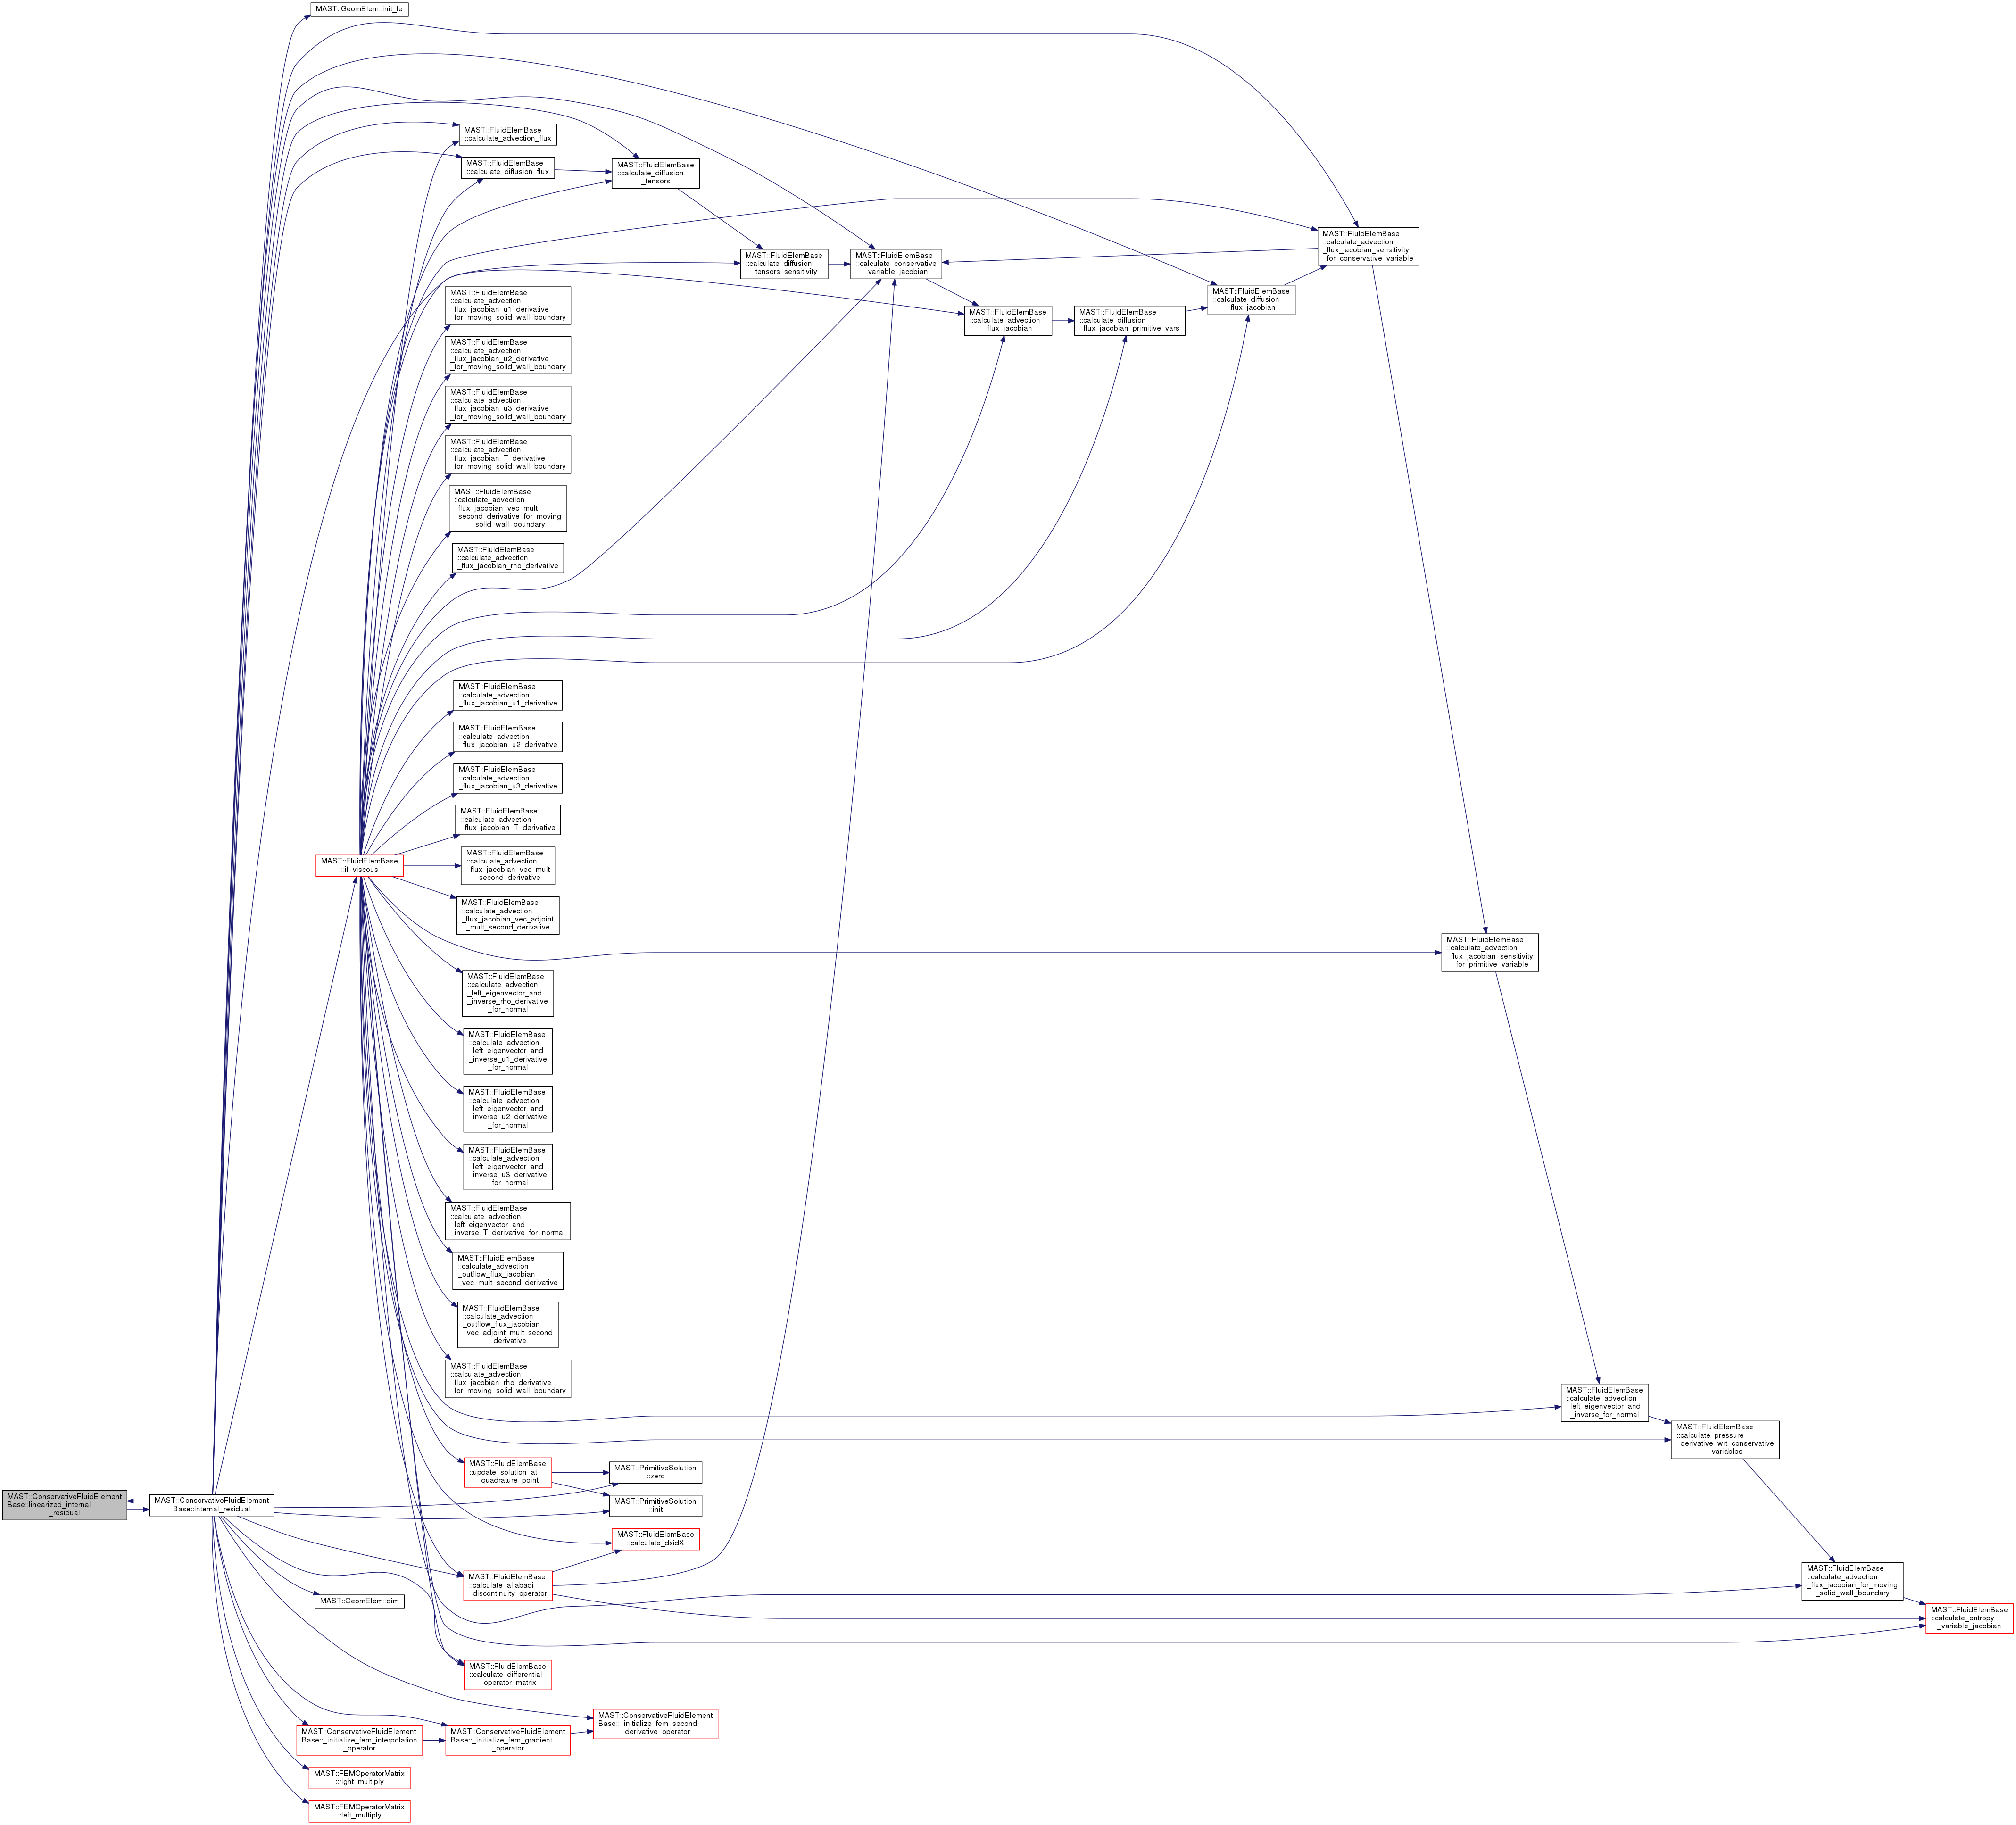 MAST::GeomElem::init_fe
MAST::FluidElemBase
::calculate_advection_flux
MAST::FluidElemBase
::calculate_diffusion_flux
MAST::FluidElemBase
::calculate_diffusion
_tensors
MAST::FluidElemBase
::calculate_advection
_flux_jacobian_sensitivity
_for_conservative_variable
MAST::FluidElemBase
::calculate_diffusion
_tensors_sensitivity
MAST::FluidElemBase
::calculate_conservative
_variable_jacobian
MAST::FluidElemBase
::calculate_diffusion
_flux_jacobian
MAST::FluidElemBase
::calculate_advection
_flux_jacobian_u1_derivative
_for_moving_solid_wall_boundary
MAST::FluidElemBase
::calculate_advection
_flux_jacobian
MAST::FluidElemBase
::calculate_diffusion
_flux_jacobian_primitive_vars
MAST::FluidElemBase
::calculate_advection
_flux_jacobian_u2_derivative
_for_moving_solid_wall_boundary
MAST::FluidElemBase
::calculate_advection
_flux_jacobian_u3_derivative
_for_moving_solid_wall_boundary
MAST::FluidElemBase
::calculate_advection
_flux_jacobian_T_derivative
_for_moving_solid_wall_boundary
MAST::FluidElemBase
::calculate_advection
_flux_jacobian_vec_mult
_second_derivative_for_moving
_solid_wall_boundary
MAST::FluidElemBase
::calculate_advection
_flux_jacobian_rho_derivative
MAST::FluidElemBase
::calculate_advection
_flux_jacobian_u1_derivative
MAST::FluidElemBase
::calculate_advection
_flux_jacobian_u2_derivative
MAST::FluidElemBase
::calculate_advection
_flux_jacobian_u3_derivative
MAST::FluidElemBase
::calculate_advection
_flux_jacobian_T_derivative
MAST::FluidElemBase
::if_viscous
MAST::FluidElemBase
::calculate_advection
_flux_jacobian_vec_mult
_second_derivative
MAST::FluidElemBase
::calculate_advection
_flux_jacobian_vec_adjoint
_mult_second_derivative
MAST::FluidElemBase
::calculate_advection
_flux_jacobian_sensitivity
_for_primitive_variable
MAST::FluidElemBase
::calculate_advection
_left_eigenvector_and
_inverse_rho_derivative
_for_normal
MAST::FluidElemBase
::calculate_advection
_left_eigenvector_and
_inverse_u1_derivative
_for_normal
MAST::FluidElemBase
::calculate_advection
_left_eigenvector_and
_inverse_u2_derivative
_for_normal
MAST::FluidElemBase
::calculate_advection
_left_eigenvector_and
_inverse_u3_derivative
_for_normal
MAST::FluidElemBase
::calculate_advection
_left_eigenvector_and
_inverse_T_derivative_for_normal
MAST::FluidElemBase
::calculate_advection
_outflow_flux_jacobian
_vec_mult_second_derivative
MAST::FluidElemBase
::calculate_advection
_outflow_flux_jacobian
_vec_adjoint_mult_second
_derivative
MAST::FluidElemBase
::calculate_advection
_flux_jacobian_rho_derivative
_for_moving_solid_wall_boundary
MAST::FluidElemBase
::calculate_advection
_left_eigenvector_and
_inverse_for_normal
MAST::FluidElemBase
::calculate_pressure
_derivative_wrt_conservative
_variables
MAST::FluidElemBase
::update_solution_at
_quadrature_point
MAST::PrimitiveSolution
::zero
MAST::ConservativeFluidElement
Base::linearized_internal
_residual
MAST::ConservativeFluidElement
Base::internal_residual
MAST::PrimitiveSolution
::init
MAST::FluidElemBase
::calculate_dxidX
MAST::FluidElemBase
::calculate_aliabadi
_discontinuity_operator
MAST::FluidElemBase
::calculate_advection
_flux_jacobian_for_moving
_solid_wall_boundary
MAST::GeomElem::dim
MAST::FluidElemBase
::calculate_entropy
_variable_jacobian
MAST::FluidElemBase
::calculate_differential
_operator_matrix
MAST::ConservativeFluidElement
Base::_initialize_fem_second
_derivative_operator
MAST::ConservativeFluidElement
Base::_initialize_fem_interpolation
_operator
MAST::ConservativeFluidElement
Base::_initialize_fem_gradient
_operator
MAST::FEMOperatorMatrix
::right_multiply
MAST::FEMOperatorMatrix
::left_multiply